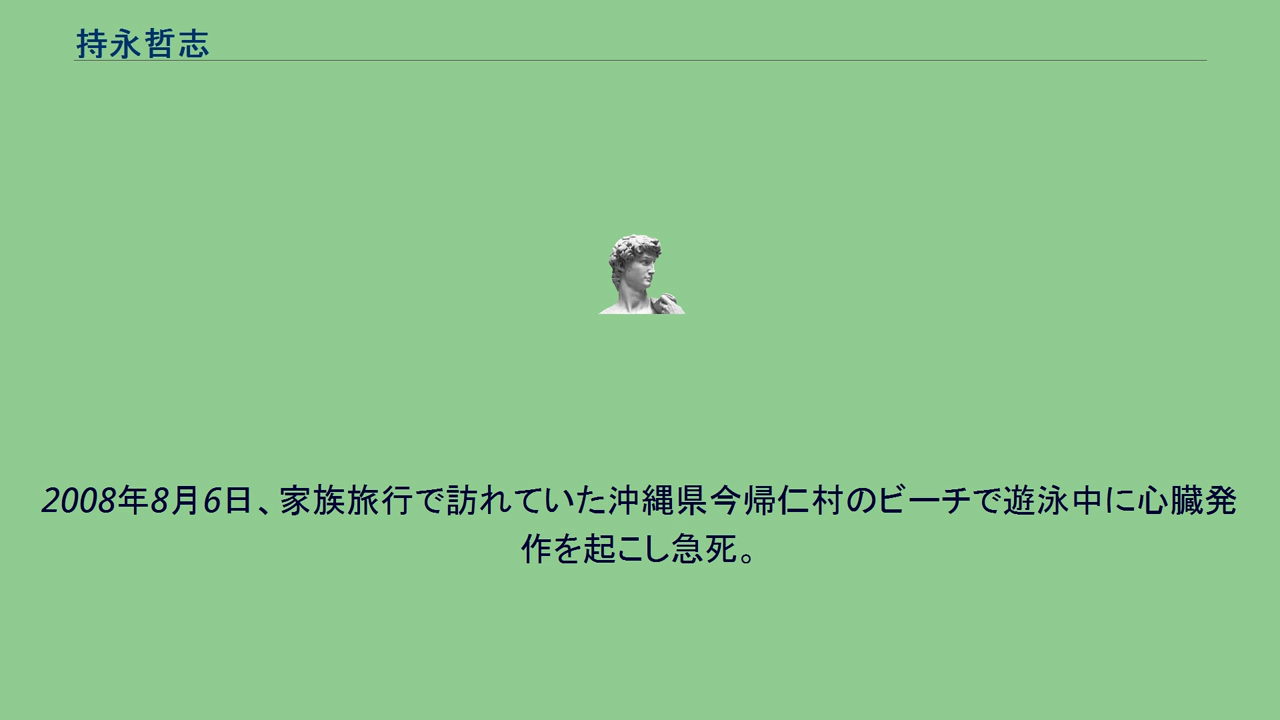 持永哲志
2008年8月6日、家族旅行で訪れていた沖縄県今帰仁村のビーチで遊泳中に心臓発
作を起こし急死。